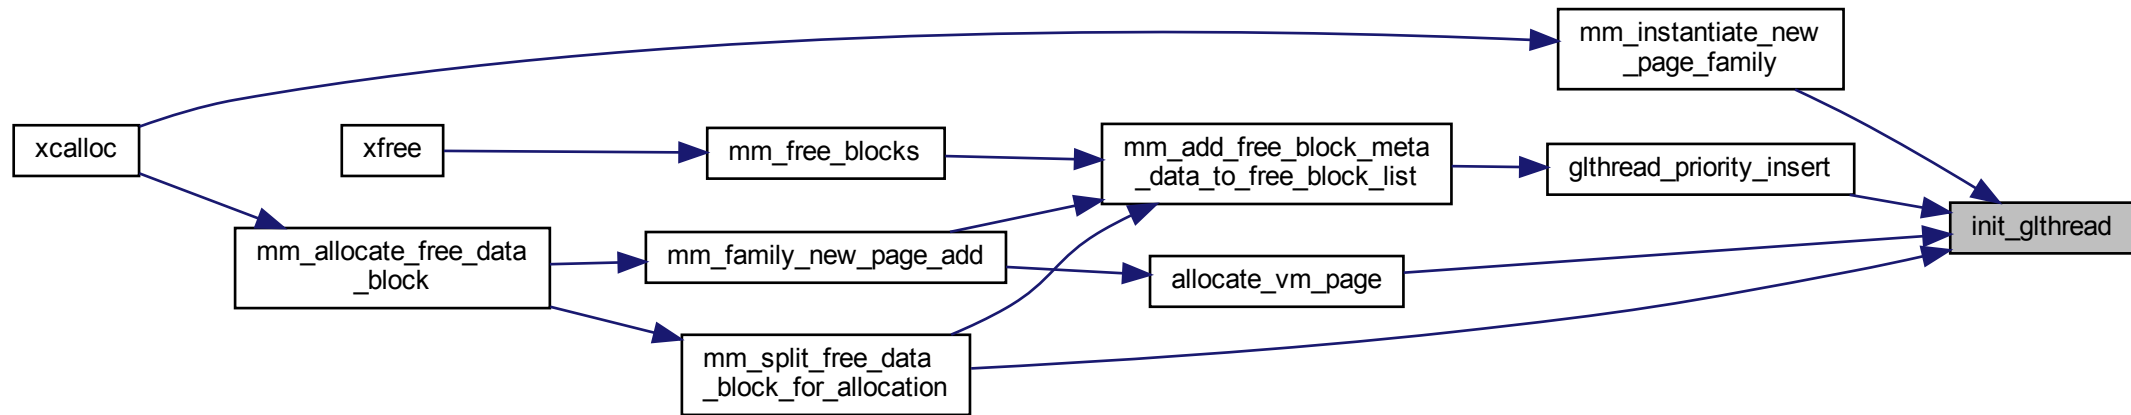 mm_instantiate_new
_page_family
xcalloc
xfree
mm_free_blocks
mm_add_free_block_meta
_data_to_free_block_list
glthread_priority_insert
init_glthread
mm_allocate_free_data
_block
mm_family_new_page_add
allocate_vm_page
mm_split_free_data
_block_for_allocation